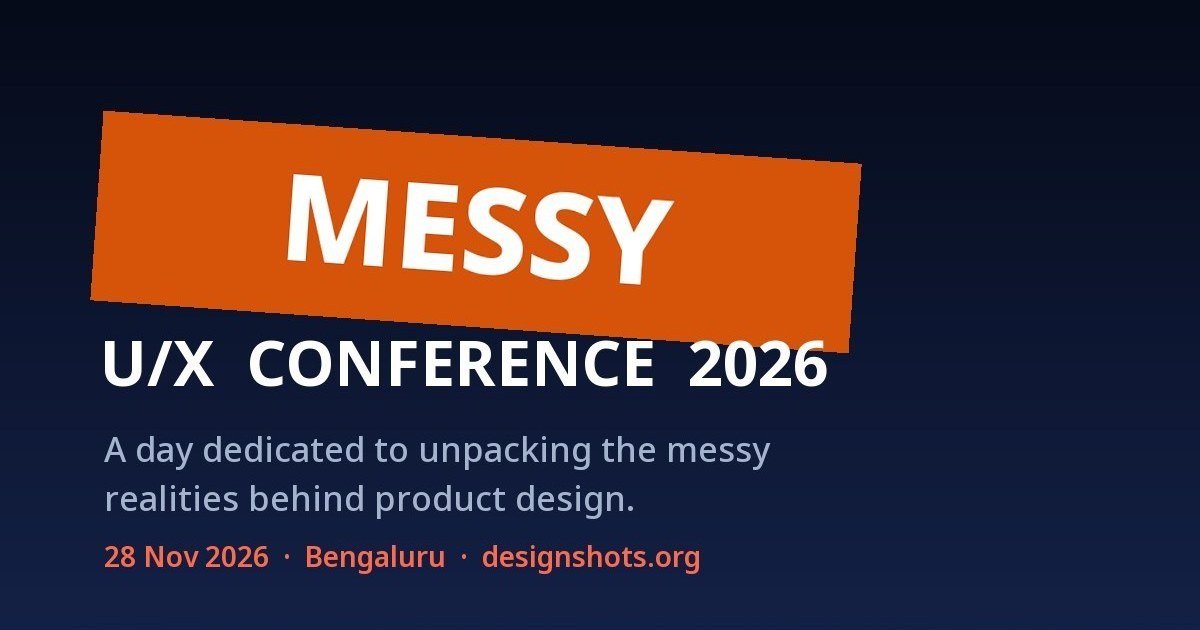 MESSY
U/X CONFERENCE 2026
A day dedicated to unpacking the messy
realities behind product design.
28 Nov 2026 · Bengaluru · designshots.org